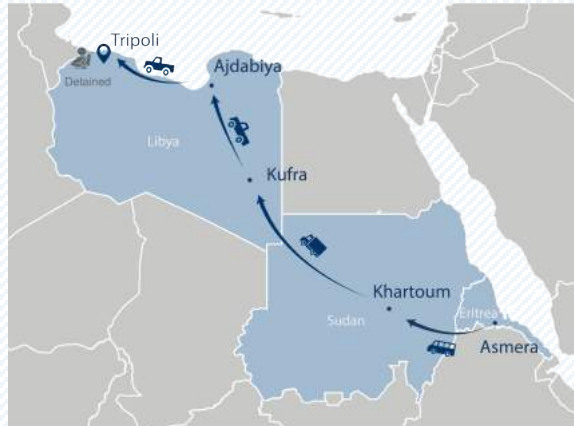 Tripoli
Detained
Ajdabiya
Libya
Kufra
Khartoum
Sudan
Eritrea
Asmera